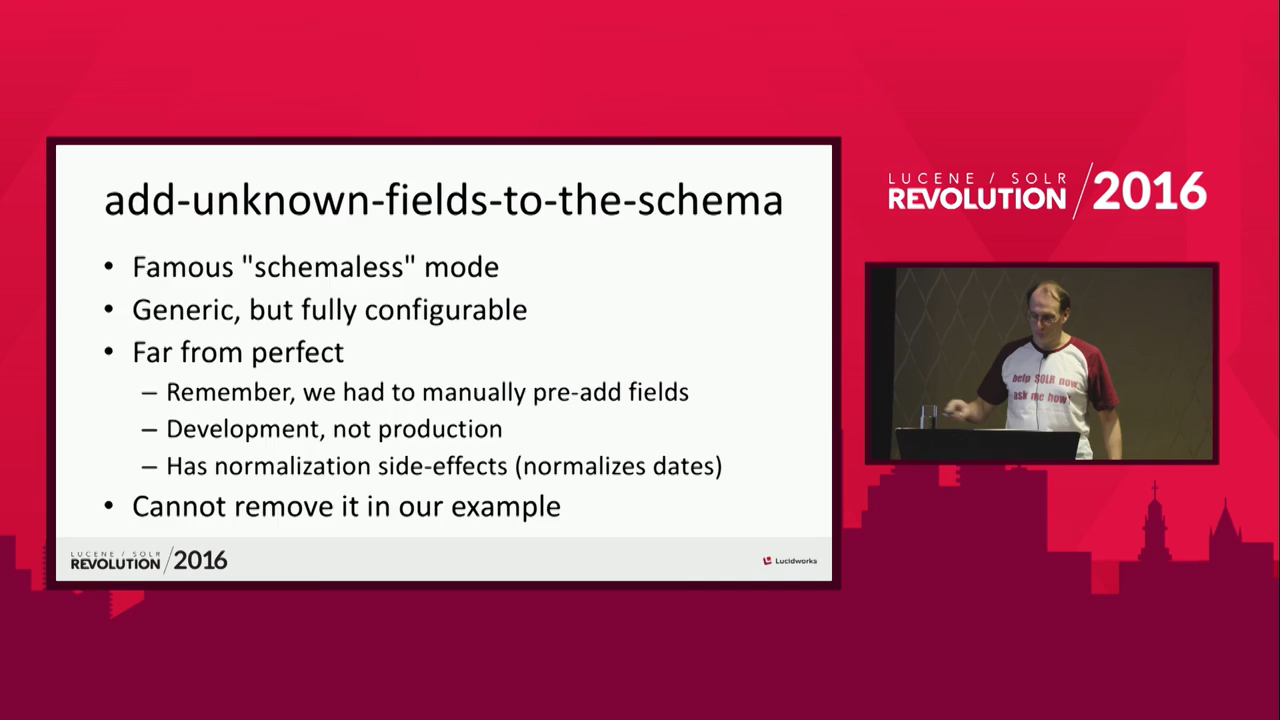 add-unknown-fields-to-the-schema
• Famous "schemaless" mode
• Generic, but fully configurable
• Far from perfect
– Remember, we had to manually pre-add fields
– Development, not production
– Has normalization side-effects (normalizes dates)
• Cannot remove it in our example
LUCENE / SOLR
REVOLUTION / 2016
Lucidworks
LUCENE / SOLR
REVOLUTION / 2016
help SOLR now
ask me how